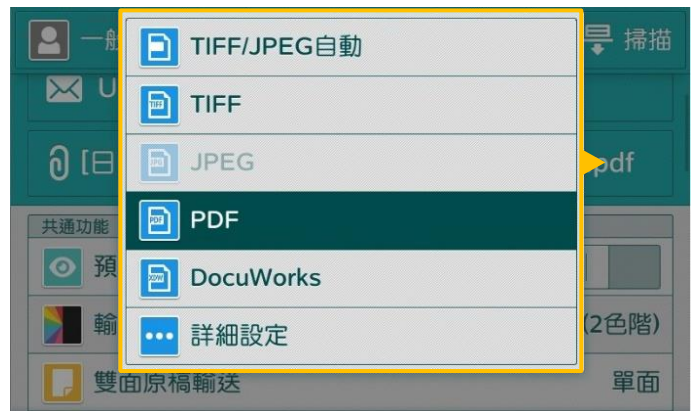 一般
掃描
TIFF/JPEG自動
U
TIFF
[日
JPEG
pdf
共通功能
PDF
預
DocuWorks
輸
(2色階)
詳細設定
雙面原稿輸送
單面